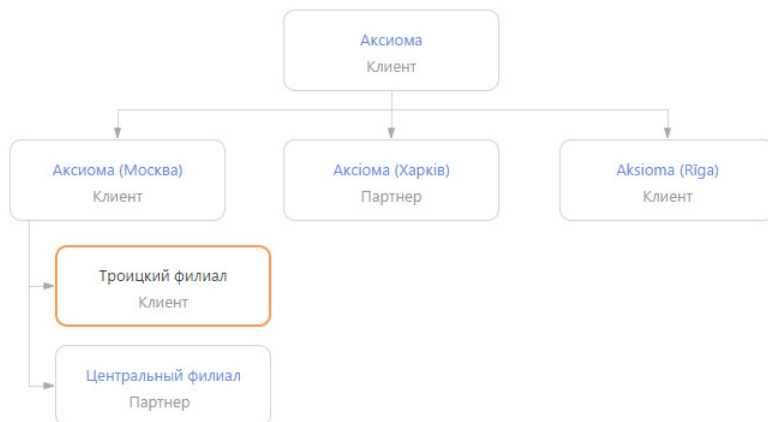 Аксиома
Клиент
Аксиома (Москва)
Клиент
Аксіома (Харків)
Партнер
Aksioma (Rīga)
Клиент
Троицкий филиал
Клиент
Центральный филиал
Партнер